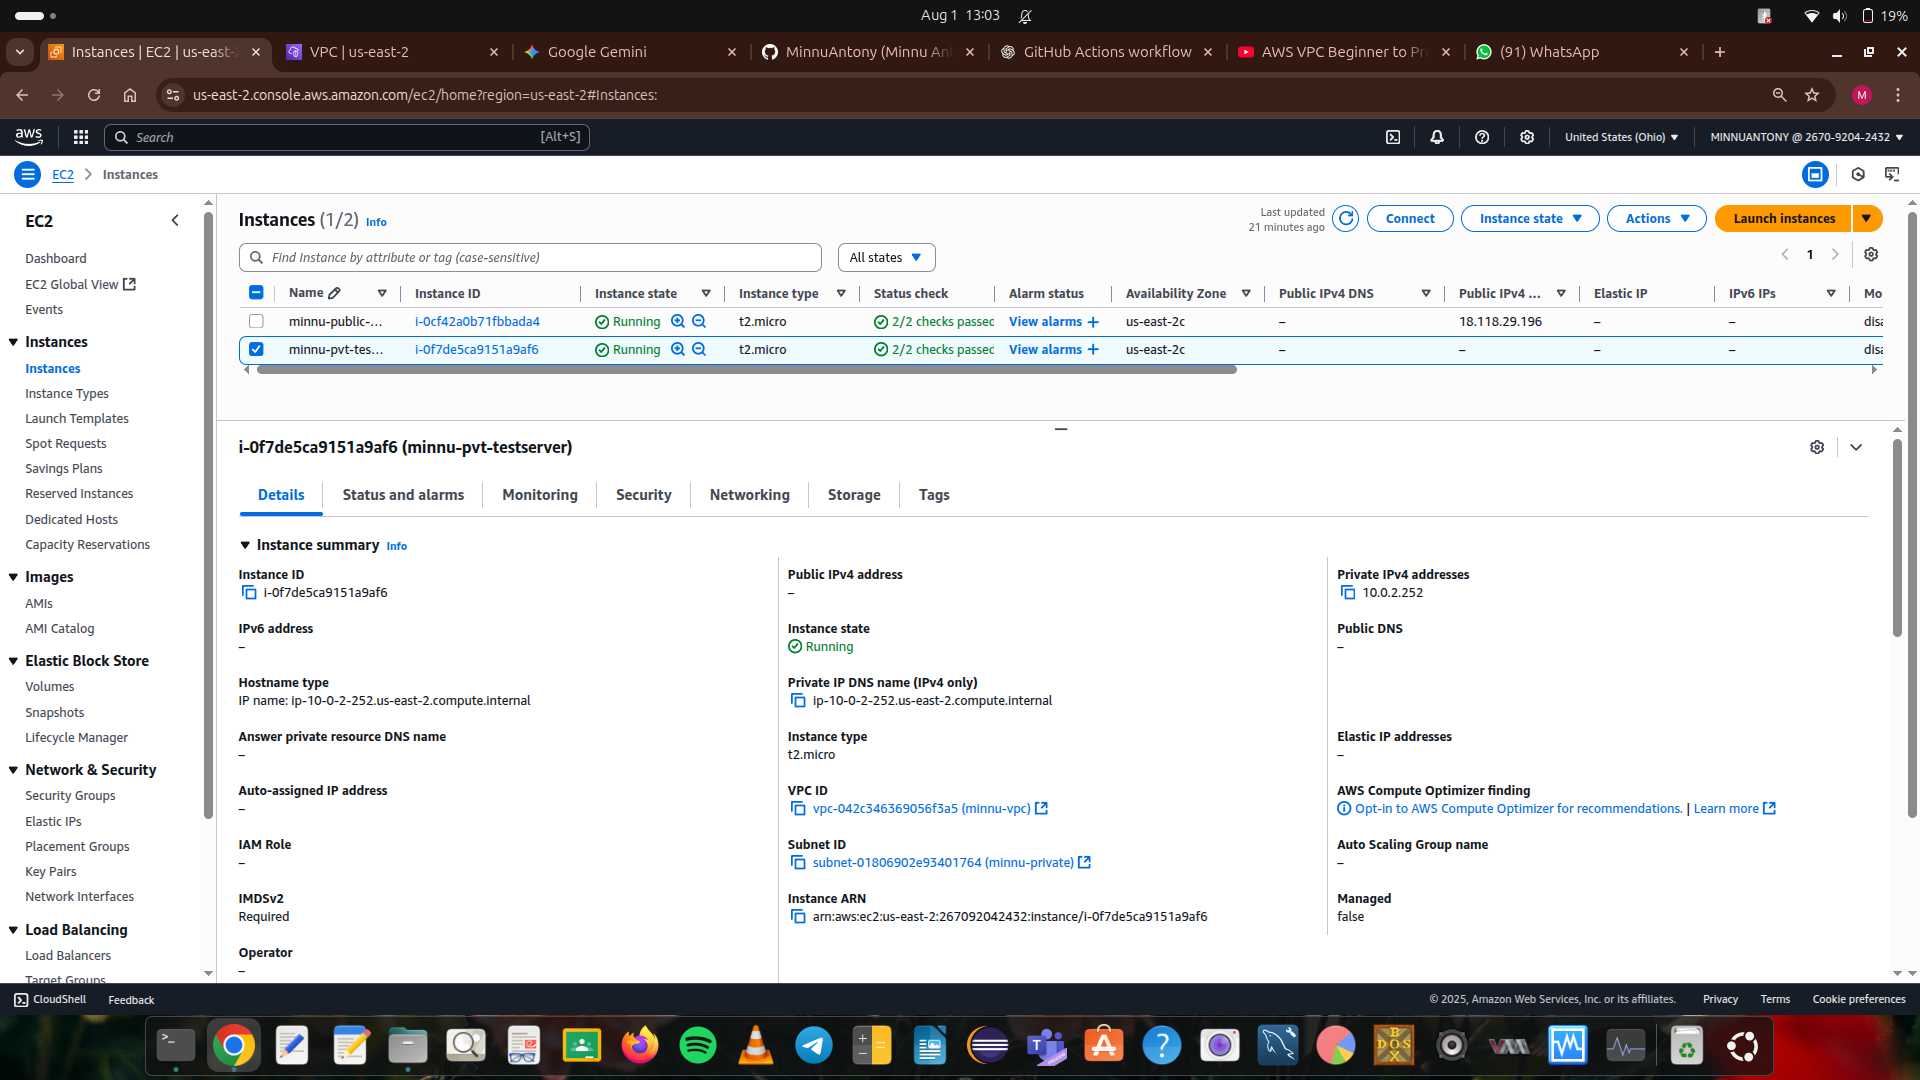 Aug 1 13:03
19%
Instances | EC2 | us-east-2
VPC | us-east-2
Google Gemini
MinnuAntony (Minnu An
GitHub Actions workflow
AWS VPC Beginner to Pr
(91) WhatsApp
us-east-2.console.aws.amazon.com/ec2/home?region=us-east-2#Instances:
M
aws
Search
[Alt+S]
United States (Ohio)
MINNUANTONY @ 2670-9204-2432
EC2
Instances
EC2
Dashboard
EC2 Global View
Events
Instances
Instances
Instance Types
Launch Templates
Spot Requests
Savings Plans
Reserved Instances
Dedicated Hosts
Capacity Reservations
Images
AMIs
AMI Catalog
Elastic Block Store
Volumes
Snapshots
Lifecycle Manager
Network & Security
Security Groups
Elastic IPs
Placement Groups
Key Pairs
Network Interfaces
Load Balancing
Load Balancers
Target Groups
Instances (1/2) Info
Last updated
21 minutes ago
Connect
Instance state
Actions
Launch instances
Find Instance by attribute or tag (case-sensitive)
All states
1
Name Instance ID Instance state Instance type Status check Alarm status Availability Zone Public IPv4 DNS Public IPv4 ... Elastic IP IPv6 IPs Mo
minnu-public-... i-0cf42a0b71fbbada4 Running t2.micro 2/2 checks passed View alarms + us-east-2c – 18.118.29.196 – – disa
minnu-pvt-tes... i-0f7de5ca9151a9af6 Running t2.micro 2/2 checks passed View alarms + us-east-2c – – – – disa
i-0f7de5ca9151a9af6 (minnu-pvt-testserver)
Details
Status and alarms
Monitoring
Security
Networking
Storage
Tags
Instance summary Info
Instance ID
i-0f7de5ca9151a9af6
Public IPv4 address
–
Private IPv4 addresses
10.0.2.252
IPv6 address
–
Instance state
Running
Public DNS
–
Hostname type
IP name: ip-10-0-2-252.us-east-2.compute.internal
Private IP DNS name (IPv4 only)
ip-10-0-2-252.us-east-2.compute.internal
Answer private resource DNS name
–
Instance type
t2.micro
Elastic IP addresses
–
Auto-assigned IP address
–
VPC ID
vpc-042c346369056f3a5 (minnu-vpc)
AWS Compute Optimizer finding
Opt-in to AWS Compute Optimizer for recommendations. | Learn more
IAM Role
–
Subnet ID
subnet-01806902e93401764 (minnu-private)
Auto Scaling Group name
–
IMDSv2
Required
Instance ARN
arn:aws:ec2:us-east-2:267092042432:instance/i-0f7de5ca9151a9af6
Managed
false
Operator
–
CloudShell
Feedback
© 2025, Amazon Web Services, Inc. or its affiliates.
Privacy
Terms
Cookie preferences